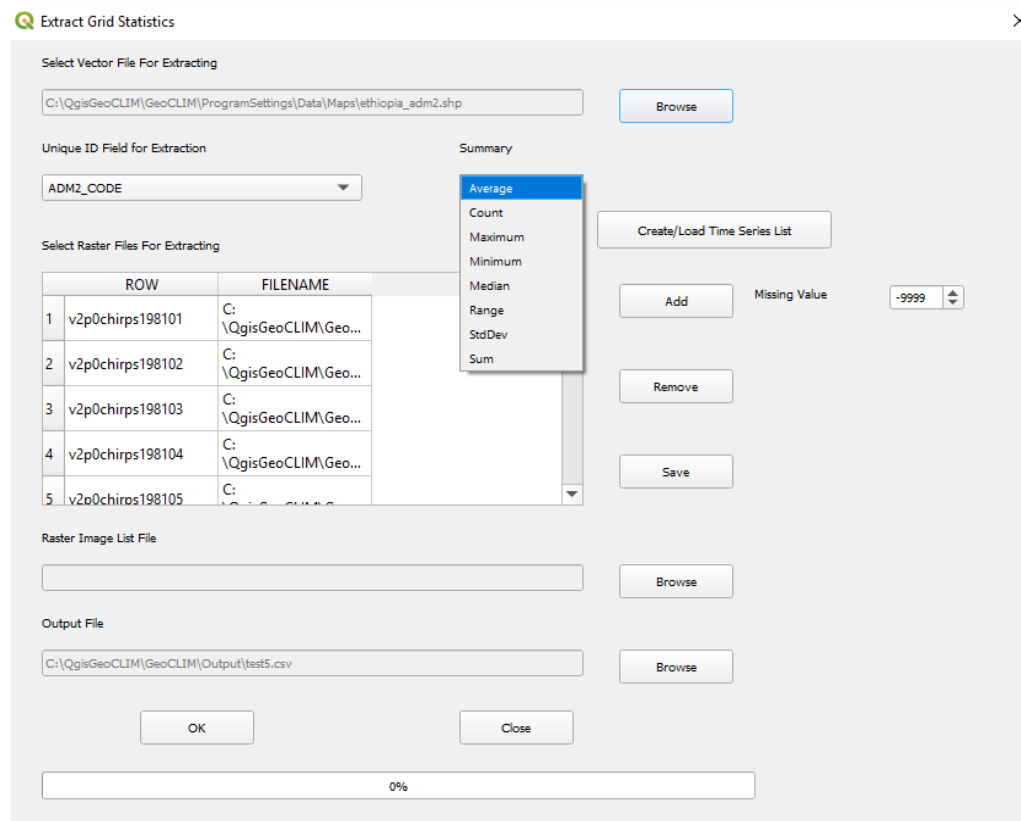 Extract Grid Statistics
Select Vector File For Extracting
C:\QgisGeoCLIM\GeoCLIM\ProgramSettings\Data\Maps\ethiopia_adm2.shp
Browse
Unique ID Field for Extraction
Summary
ADM2_CODE
Average
Count
Maximum
Minimum
Median
Range
StdDev
Sum
Create/Load Time Series List
Select Raster Files For Extracting
ROW FILENAME
1 v2p0chirps198101 C:
\QgisGeoCLIM\Geo...
2 v2p0chirps198102 C:
\QgisGeoCLIM\Geo...
3 v2p0chirps198103 C:
\QgisGeoCLIM\Geo...
4 v2p0chirps198104 C:
\QgisGeoCLIM\Geo...
5 v2p0chirps198105 C:
Add
Missing Value
-9999
Remove
Save
Raster Image List File
Browse
Output File
C:\QgisGeoCLIM\GeoCLIM\Output\test5.csv
Browse
OK
Close
0%